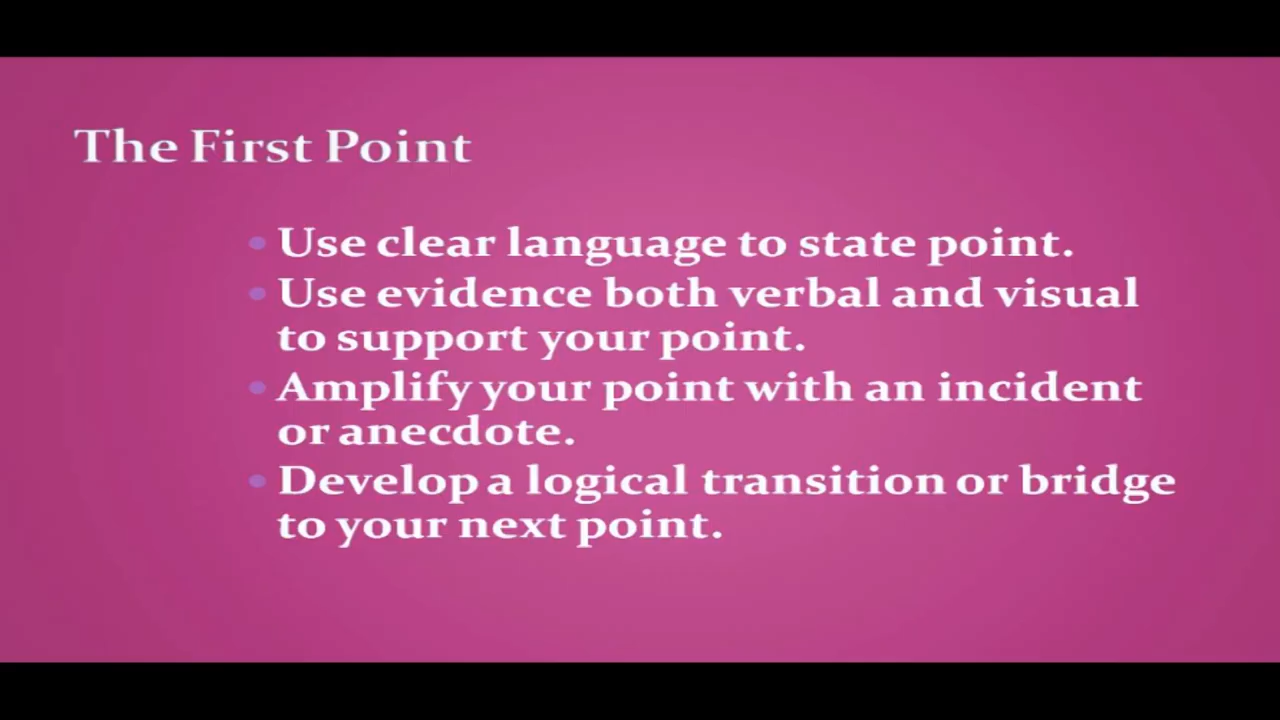 The First Point
• Use clear language to state point.
• Use evidence both verbal and visual
to support your point.
• Amplify your point with an incident
or anecdote.
• Develop a logical transition or bridge
to your next point.